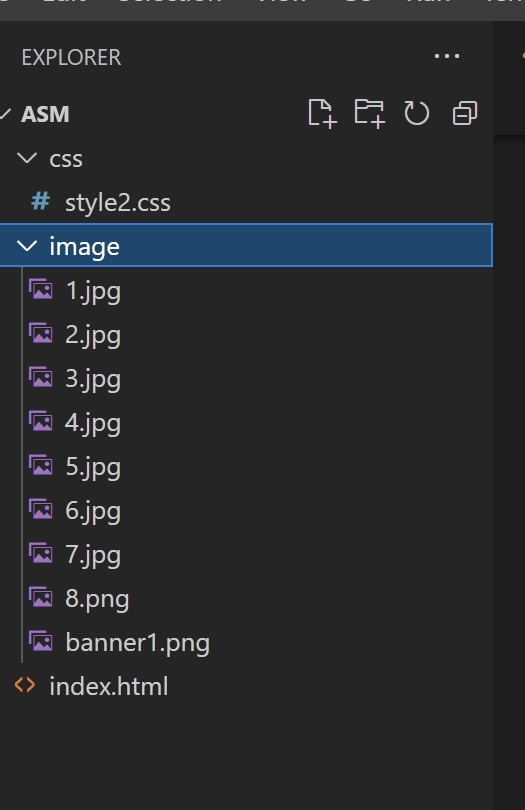 EXPLORER
ASM
css
# style2.css
image
1.jpg
2.jpg
3.jpg
4.jpg
5.jpg
6.jpg
7.jpg
8.png
banner1.png
<> index.html